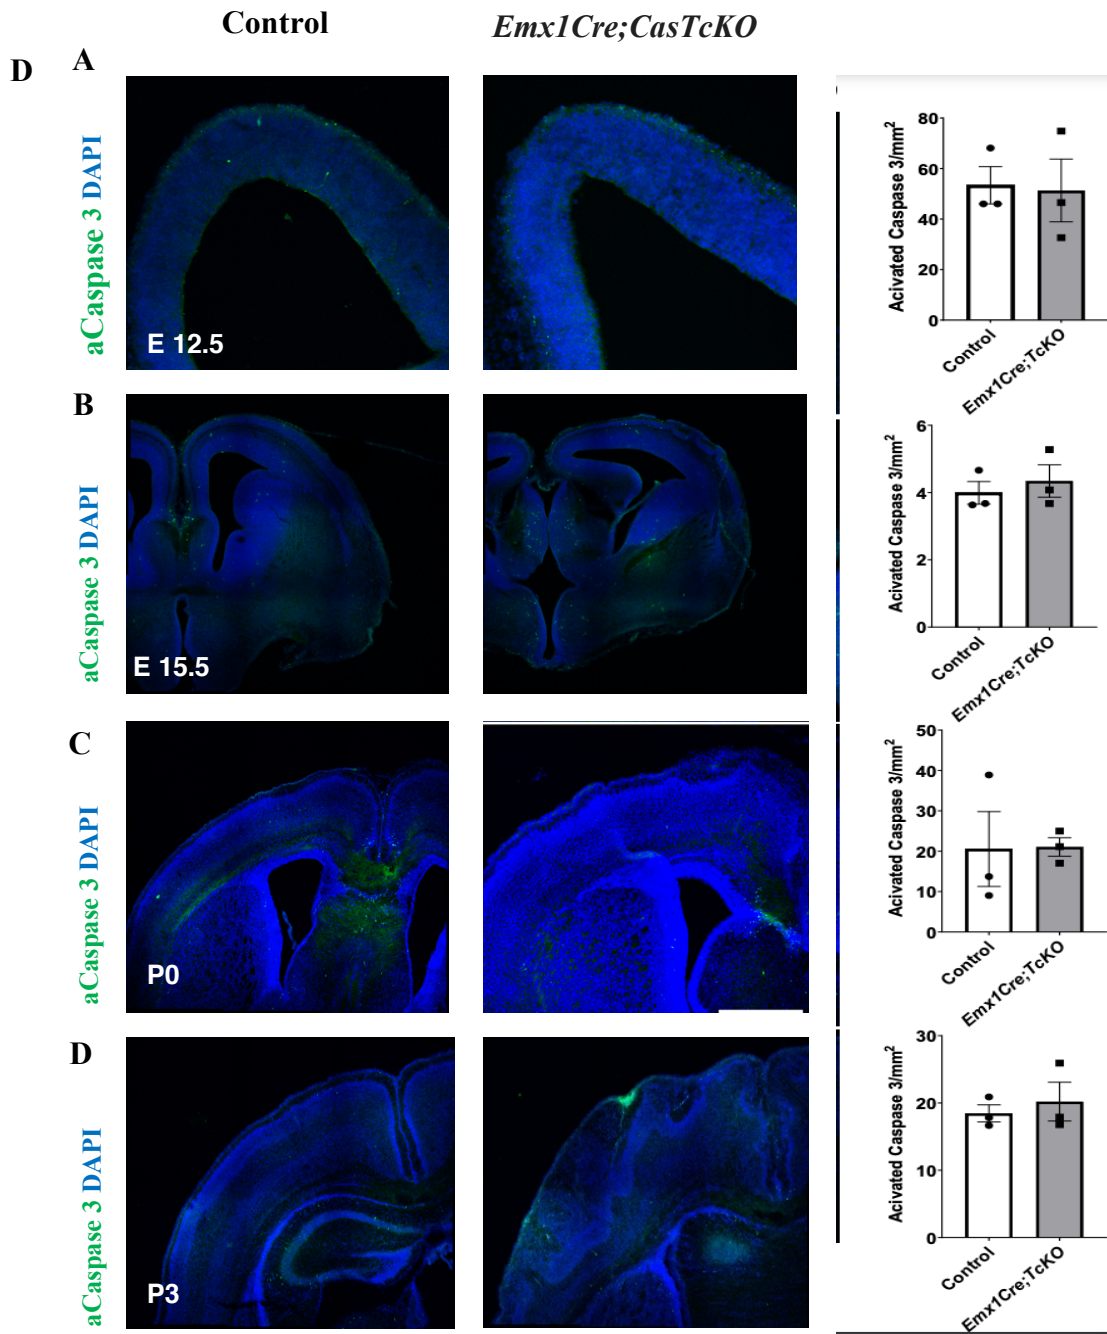 Control
Emx1Cre;CasTcKO
D
A
aCaspase 3 DAPI
E 12.5
80
60
40
20
0
Acivated Caspase 3/mm²
Control
Emx1Cre;TcKO
B
aCaspase 3 DAPI
E 15.5
6
4
2
0
Acivated Caspase 3/mm²
Control
Emx1Cre;TcKO
C
aCaspase 3 DAPI
P0
50
40
30
20
10
0
Acivated Caspase 3/mm²
Control
Emx1Cre;TcKO
D
aCaspase 3 DAPI
P3
30
20
10
0
Acivated Caspase 3/mm²
Control
Emx1Cre;TcKO